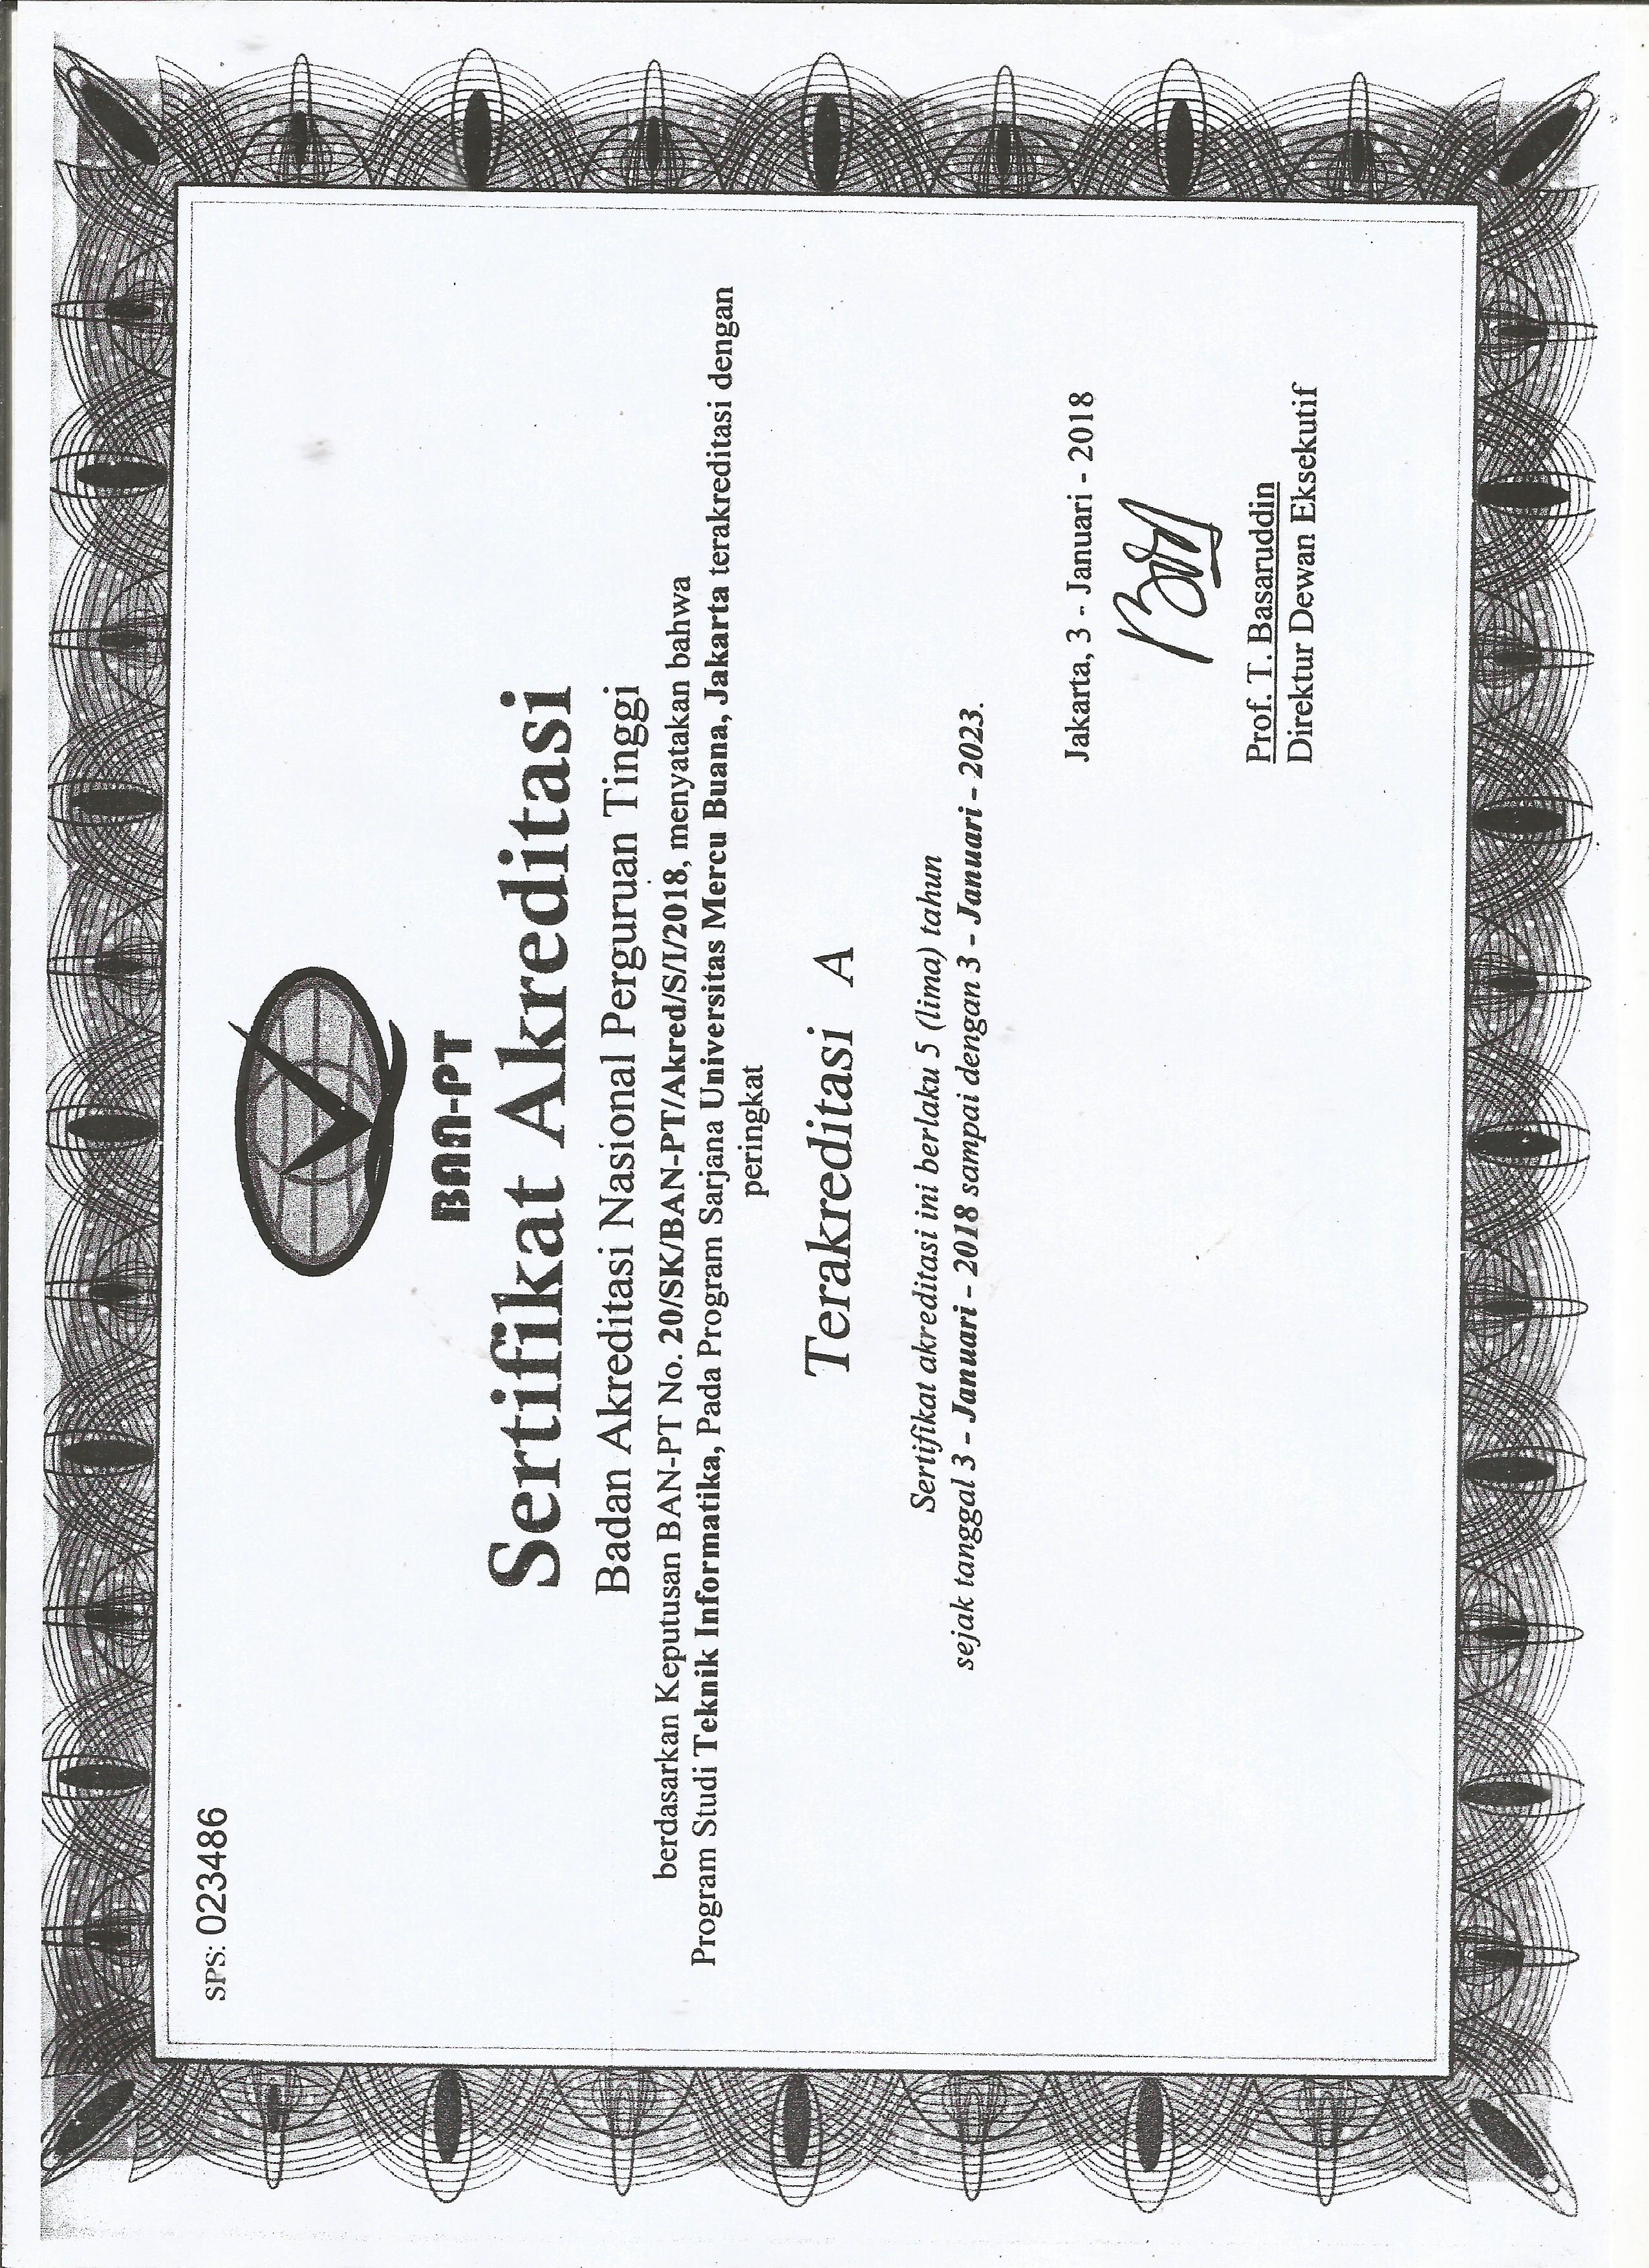 SPS: 023486
BAN-PT
Sertifikat Akreditasi
Badan Akreditasi Nasional Perguruan Tinggi
berdasarkan Keputusan BAN-PT No. 20/SK/BAN-PT/Akred/S/I/2018, menyatakan bahwa
Program Studi Teknik Informatika, Pada Program Sarjana Universitas Mercu Buana, Jakarta terakreditasi dengan
peringkat
Terakreditasi A
Sertifikat akreditasi ini berlaku 5 (lima) tahun
sejak tanggal 3 - Januari - 2018 sampai dengan 3 - Januari - 2023.
Jakarta, 3 - Januari - 2018
Prof. T. Basaruddin
Direktur Dewan Eksekutif